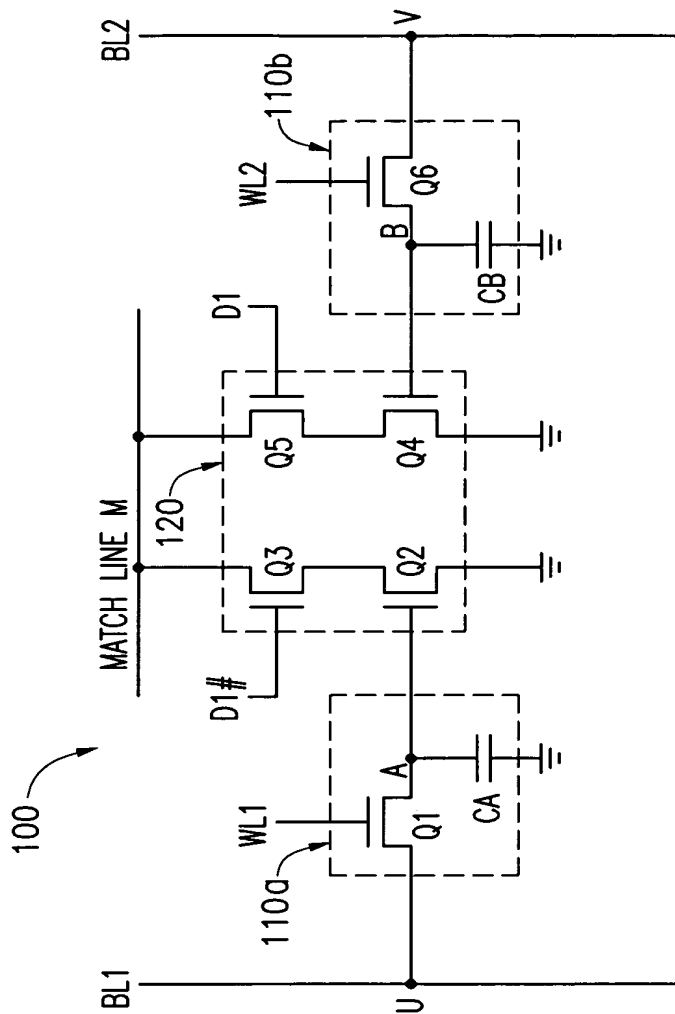 100
BL1
BL2
MATCH LINE M
120
D1#
D1
Q3
Q5
Q2
Q4
110a
WL1
WL2
110b
U
Q1
A
CA
B
Q6
CB
V